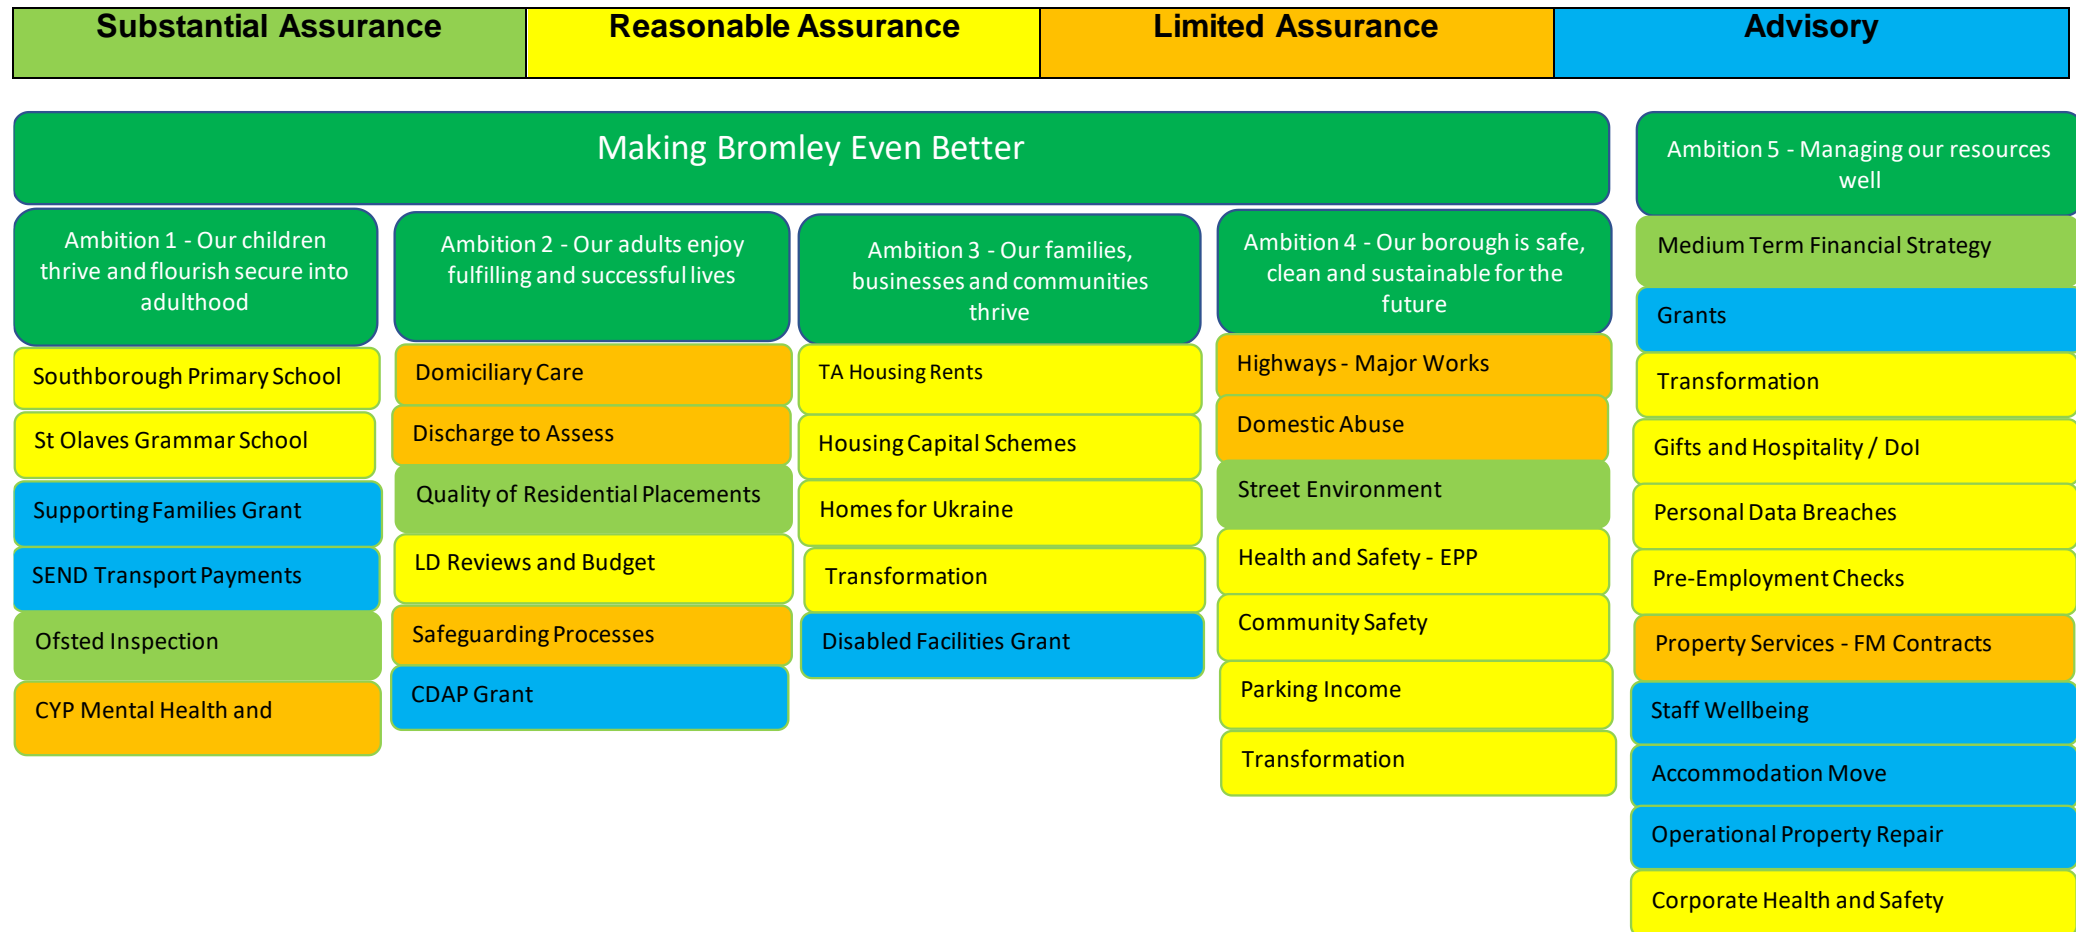 Substantial Assurance
Reasonable Assurance
Limited Assurance
Advisory
Making Bromley Even Better
Ambition 1 - Our children
thrive and flourish secure into
adulthood
Southborough Primary School
St Olaves Grammar School
Supporting Families Grant
SEND Transport Payments
Ofsted Inspection
CYP Mental Health and
Ambition 2 - Our adults enjoy
fulfilling and successful lives
Domiciliary Care
Discharge to Assess
Quality of Residential Placements
LD Reviews and Budget
Safeguarding Processes
CDAP Grant
Ambition 3 - Our families,
businesses and communities
thrive
TA Housing Rents
Housing Capital Schemes
Homes for Ukraine
Transformation
Disabled Facilities Grant
Ambition 4 - Our borough is safe,
clean and sustainable for the
future
Highways - Major Works
Domestic Abuse
Street Environment
Health and Safety - EPP
Community Safety
Parking Income
Transformation
Ambition 5 - Managing our resources
well
Medium Term Financial Strategy
Grants
Transformation
Gifts and Hospitality / DoI
Personal Data Breaches
Pre-Employment Checks
Property Services - FM Contracts
Staff Wellbeing
Accommodation Move
Operational Property Repair
Corporate Health and Safety